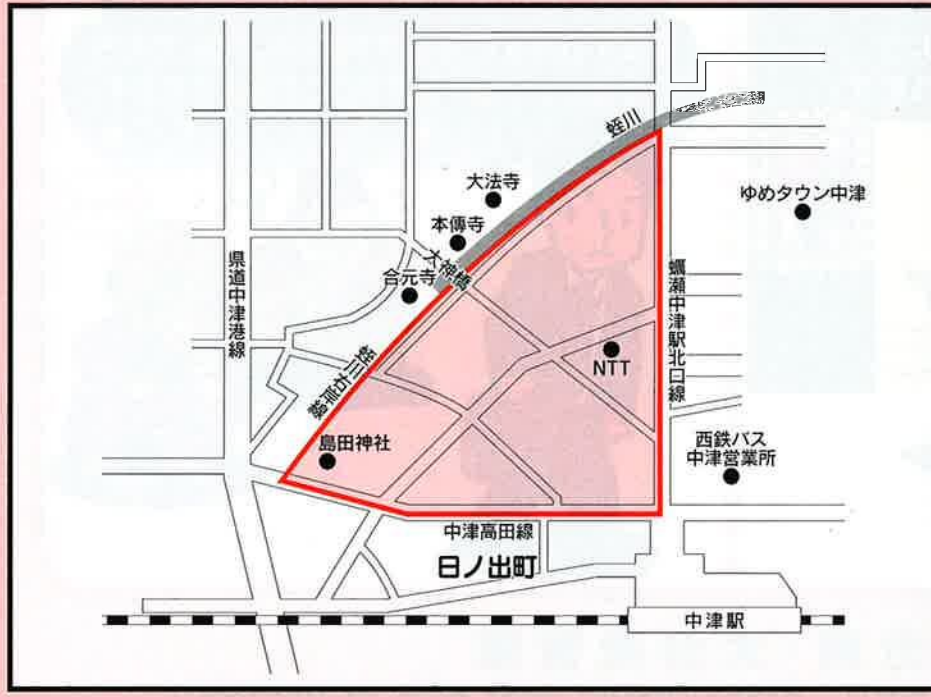 蛭川
大法寺
ゆめタウン中津
本傳寺
大神橋
合元寺
県道中津港線
蠣瀬中津駅北口線
NTT
蛭川右岸線
島田神社
西鉄バス
中津営業所
中津高田線
日ノ出町
中津駅